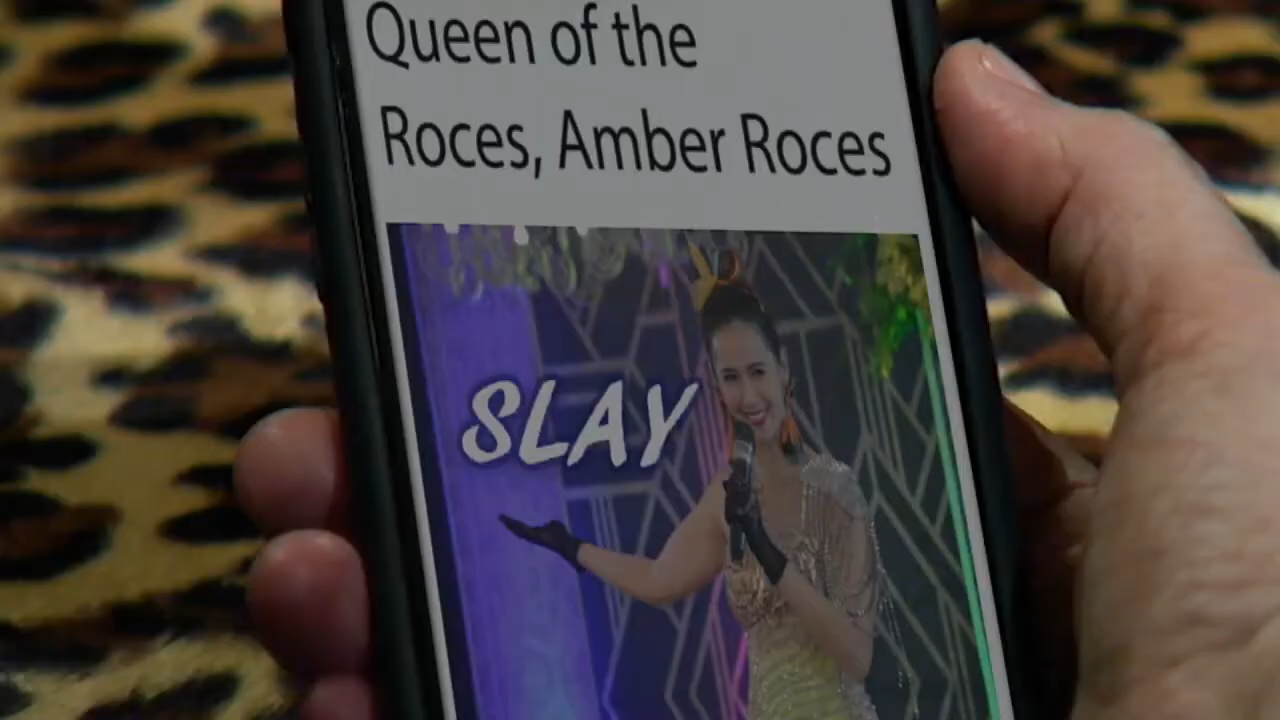 Queen of the
Roces, Amber Roces
SLAY